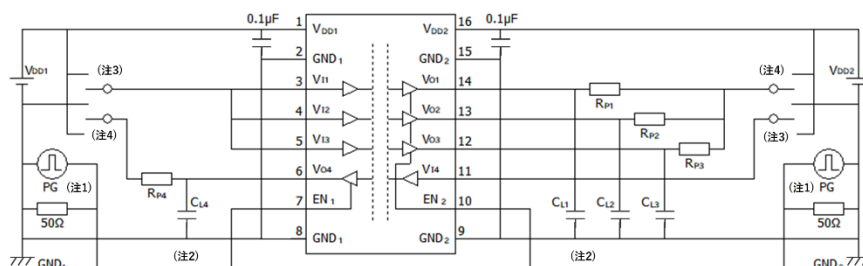 0.1μF
1
VDD1
VDD2
16
0.1μF
2
GND1
GND2
15
VDD1
(注3)
3
VI1
VO1
14
RP1
(注4)
VDD2
4
VI2
VO2
13
RP2
(注4)
(注3)
5
VI3
VO3
12
RP3
PG
(注1)
RP4
6
VO4
VI4
11
(注1)
PG
50Ω
CL4
7
EN1
EN2
10
CL1
CL2
CL3
50Ω
8
GND1
GND2
9
(注2)
(注2)